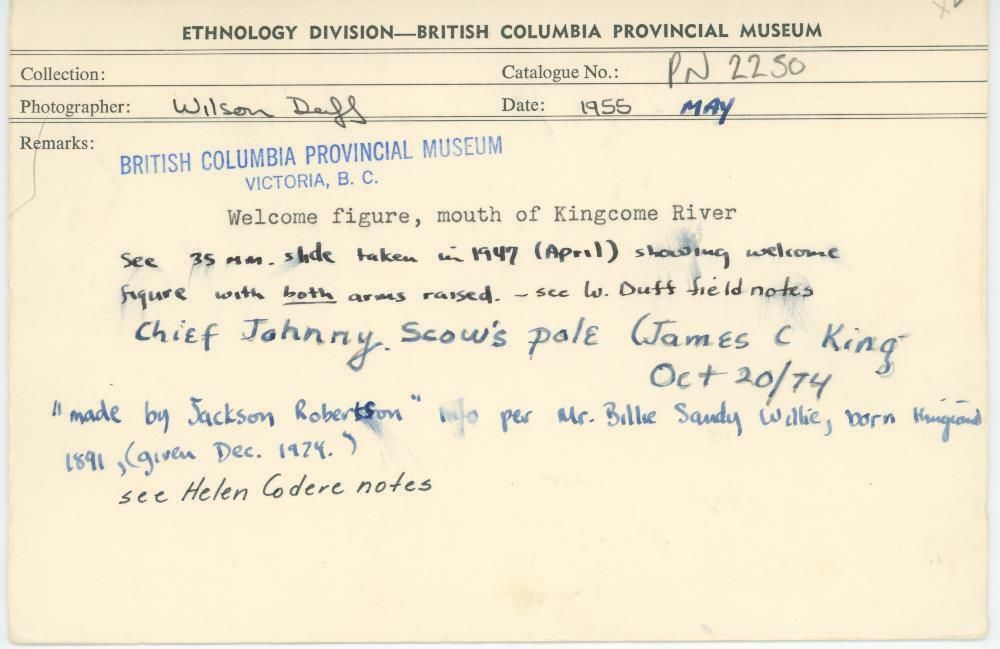 ETHNOLOGY DIVISION—BRITISH COLUMBIA PROVINCIAL MUSEUM
Collection: Catalogue No.: PN 2250
Photographer: Wilson Duff Date: 1955 MAY
Remarks:
BRITISH COLUMBIA PROVINCIAL MUSEUM
VICTORIA, B. C.
Welcome figure, mouth of Kingcome River
See 35 mm. slide taken in 1947 (April) showing welcome
figure with both arms raised. - see W. Duff field notes
Chief Johnny Scow's pole (James C King
Oct 20/74
"made by Jackson Robertson" info per Mr. Billie Sandy Willie, born
1891, (given Dec. 1974.)
see Helen Codere notes